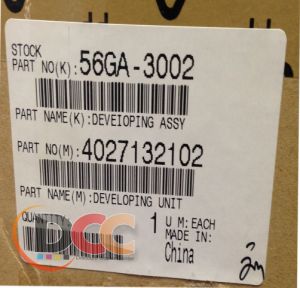 STOCK
PART NO(K): 56GA-3002
PART NAME(K): DEVEIOPING ASSY
PART NO(M): 4027132102
PART NAME(M): DEVELOPING UNIT
QUANTITY: 1 U M: EACH
MADE IN:
China
DCC